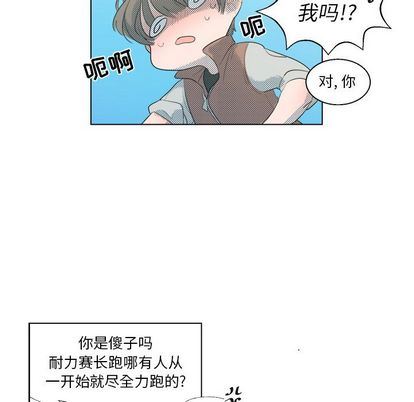 呃
我吗!?
呃啊
对, 你
你是傻子吗
耐力赛长跑哪有人从
一开始就尽全力跑的?